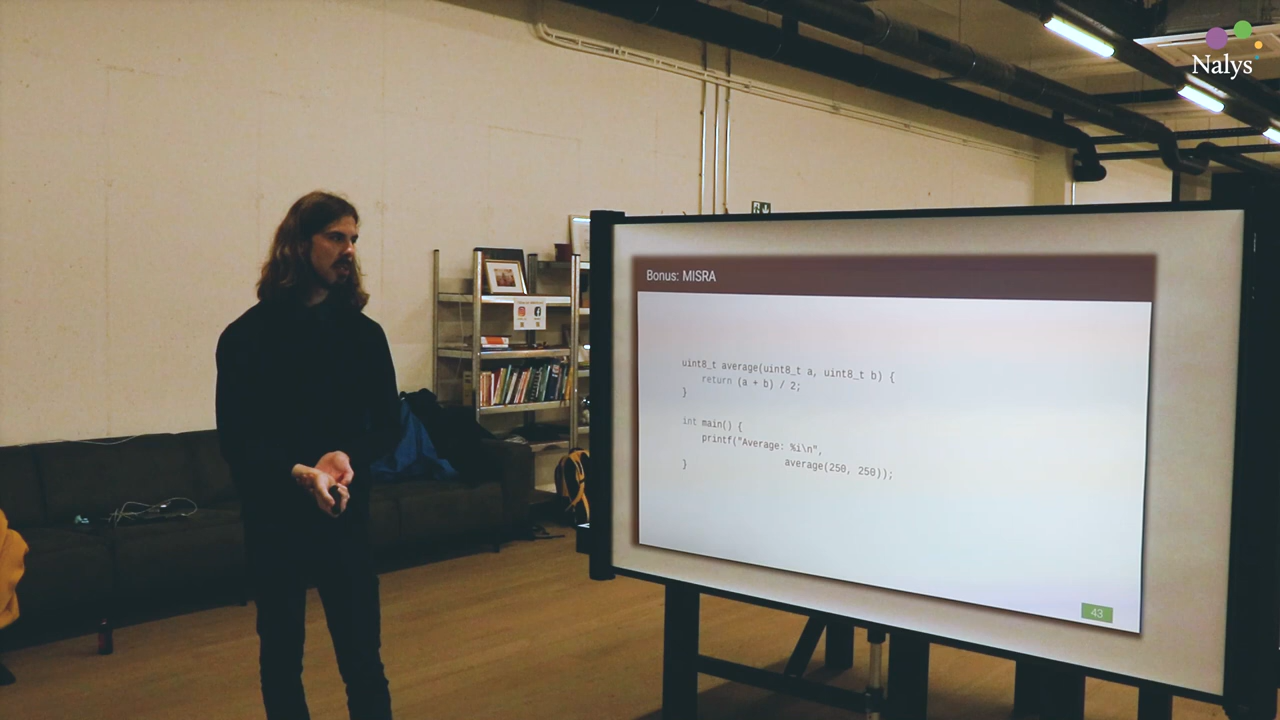 Nalys
Bonus: MISRA
uint8_t average(uint8_t a, uint8_t b) {
return (a + b) / 2;
}
int main() {
printf("Average: %i\n",
average(250, 250));
}
43